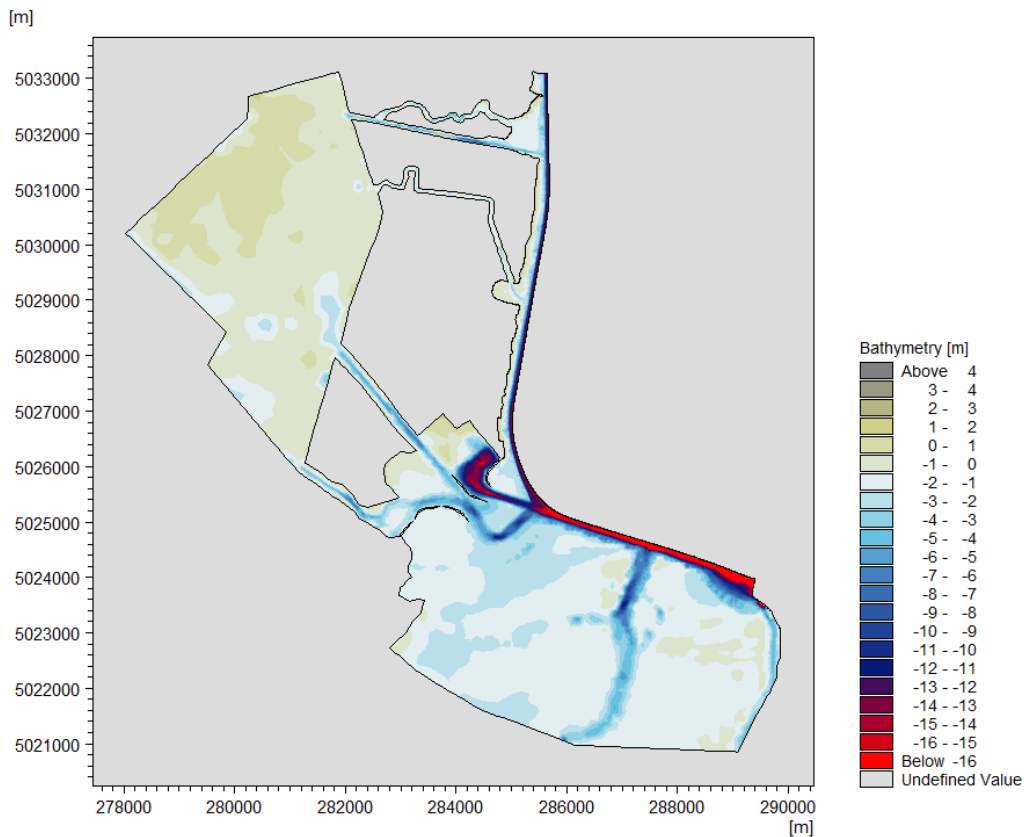 [m]
5033000
5032000
5031000
5030000
5029000
5028000
5027000
5026000
5025000
5024000
5023000
5022000
5021000
278000 280000 282000 284000 286000 288000 290000
[m]
Bathymetry [m]
Above 4
3 - 4
2 - 3
1 - 2
0 - 1
-1 - 0
-2 - -1
-3 - -2
-4 - -3
-5 - -4
-6 - -5
-7 - -6
-8 - -7
-9 - -8
-10 - -9
-11 - -10
-12 - -11
-13 - -12
-14 - -13
-15 - -14
-16 - -15
Below -16
Undefined Value